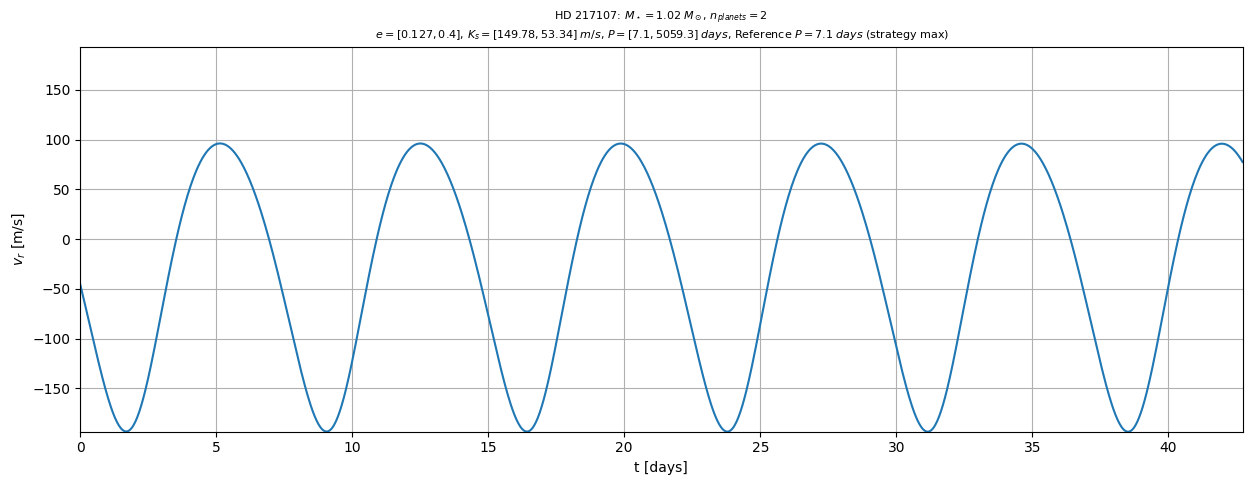 HD 217107: $M_\star = 1.02\ M_\odot$, $n_{planets} = 2$
$e = [0.127, 0.4]$, $K_s = [149.78, 53.34]\ m/s$, $P = [7.1, 5059.3]\ days$, Reference $P = 7.1\ days$ (strategy max)
150
100
50
0
−50
−100
−150
$v_r$ [m/s]
0 5 10 15 20 25 30 35 40
t [days]